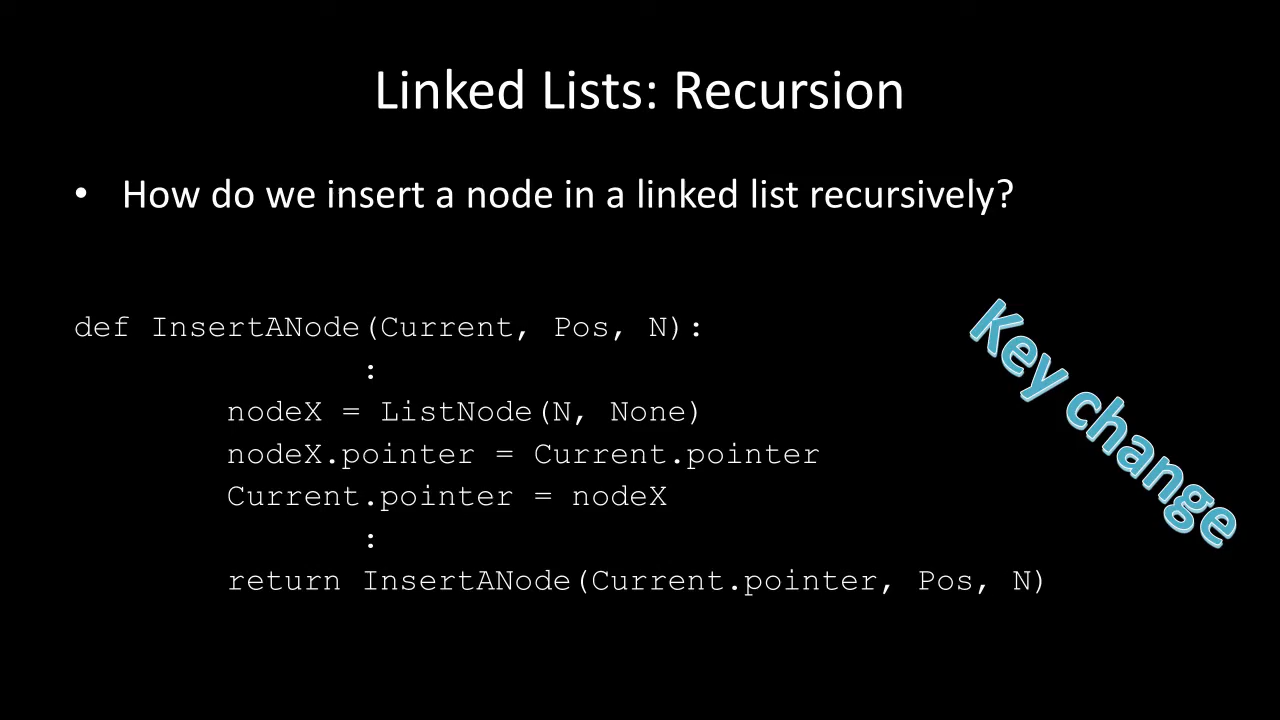 Linked Lists: Recursion
• How do we insert a node in a linked list recursively?
def InsertANode(Current, Pos, N):
:
nodeX = ListNode(N, None)
nodeX.pointer = Current.pointer
Current.pointer = nodeX
:
return InsertANode(Current.pointer, Pos, N)
Key change